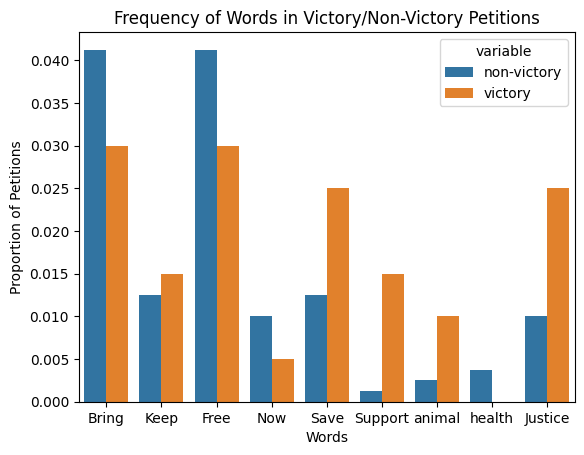 Frequency of Words in Victory/Non-Victory Petitions
variable
non-victory
victory
Proportion of Petitions
0.040
0.035
0.030
0.025
0.020
0.015
0.010
0.005
0.000
Bring Keep Free Now Save Support animal health Justice
Words